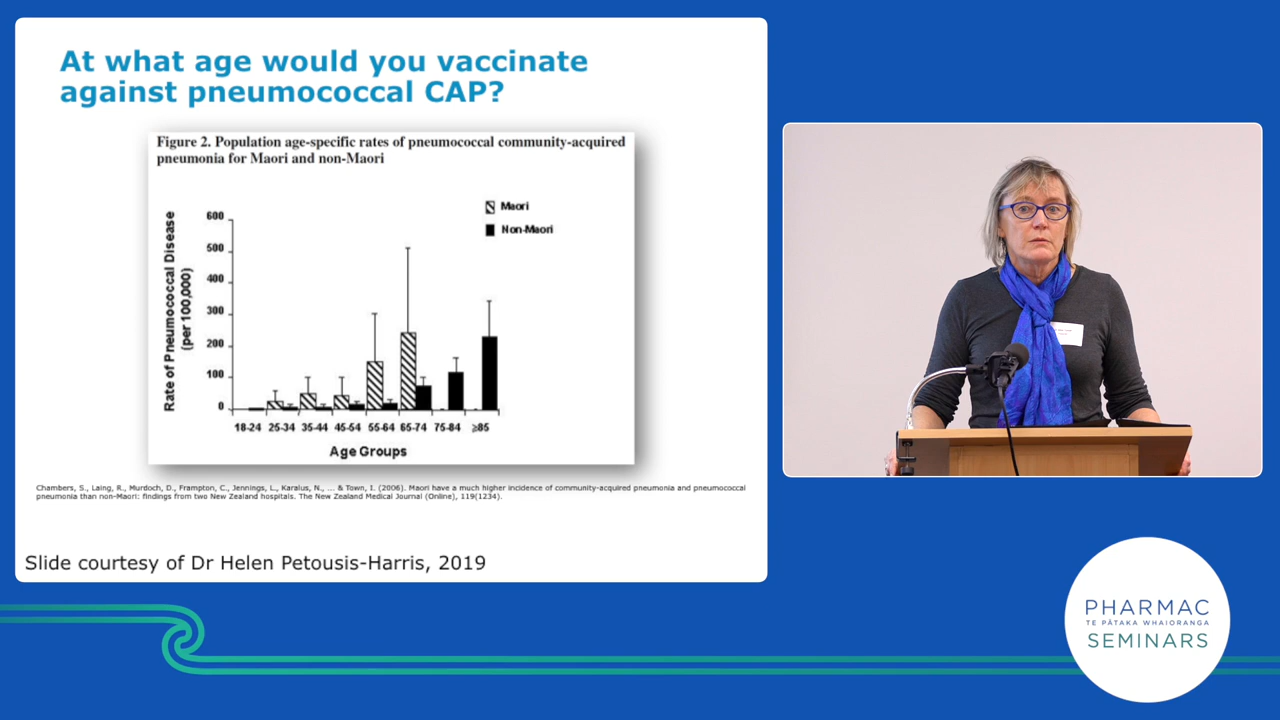 At what age would you vaccinate
against pneumococcal CAP?
Figure 2. Population age-specific rates of pneumococcal community-acquired
pneumonia for Maori and non-Maori
Maori
Non-Maori
Rate of Pneumococcal Disease
(per 100,000)
600
500
400
300
200
100
0
18-24 25-34 35-44 45-54 55-64 65-74 75-84 ≥85
Age Groups
Chambers, S., Laing, R., Murdoch, D., Frampton, C., Jennings, L., Karalus, N., ... & Town, I. (2006). Maori have a much higher incidence of community-acquired pneumonia and pneumococcal
pneumonia than non-Maori: findings from two New Zealand hospitals. The New Zealand Medical Journal (Online), 119(1234).
Slide courtesy of Dr Helen Petousis-Harris, 2019
PHARMAC
TE PĀTAKA WHAIORANGA
SEMINARS